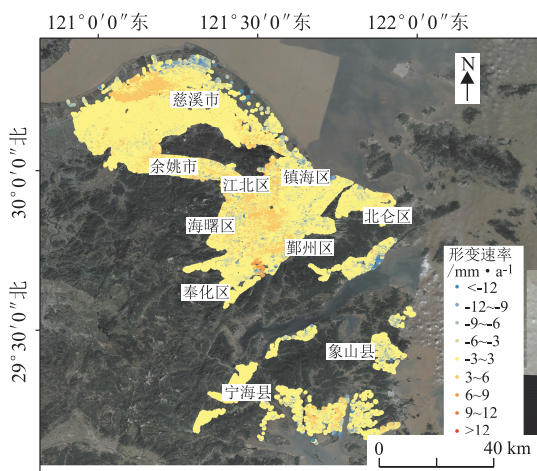 121°0′0″东
121°30′0″东
122°0′0″东
30°0′0″北
29°30′0″北
N
慈溪市
余姚市
江北区
镇海区
北仑区
海曙区
鄞州区
奉化区
象山县
宁海县
形变速率
/mm • a⁻¹
<-12
-12~-9
-9~-6
-6~-3
-3~3
3~6
6~9
9~12
>12
0 40 km